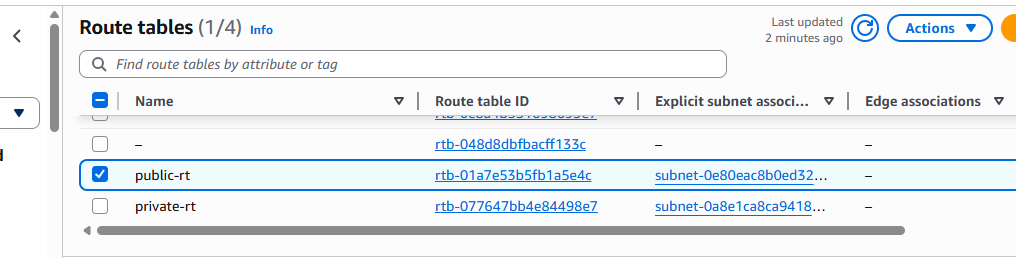 Route tables (1/4) Info
Last updated
2 minutes ago
Actions
Find route tables by attribute or tag
Name Route table ID Explicit subnet associ... Edge associations
– rtb-048d8dbfbacff133c – –
public-rt rtb-01a7e53b5fb1a5e4c subnet-0e80eac8b0ed32... –
private-rt rtb-077647bb4e84498e7 subnet-0a8e1ca8ca9418... –